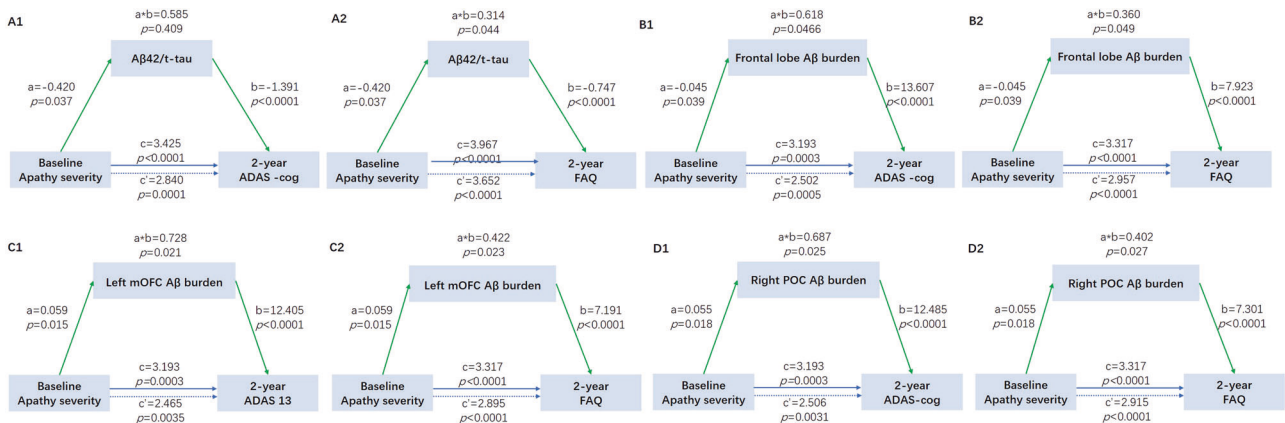 A1
a*b=0.585
p=0.409
Aβ42/t-tau
a=-0.420
p=0.037
b=-1.391
p<0.0001
c=3.425
p<0.0001
Baseline
Apathy severity
2-year
ADAS -cog
c'=2.840
p=0.0001
A2
a*b=0.314
p=0.044
Aβ42/t-tau
a=-0.420
p=0.037
b=-0.747
p<0.0001
c=3.967
p<0.0001
Baseline
Apathy severity
2-year
FAQ
c'=3.652
p<0.0001
B1
a*b=0.618
p=0.0466
Frontal lobe Aβ burden
a=-0.045
p=0.039
b=13.607
p<0.0001
c=3.193
p=0.0003
Baseline
Apathy severity
2-year
ADAS -cog
c'=2.502
p=0.0005
B2
a*b=0.360
p=0.049
Frontal lobe Aβ burden
a=-0.045
p=0.039
b=7.923
p<0.0001
c=3.317
p<0.0001
Baseline
Apathy severity
2-year
FAQ
c'=2.957
p<0.0001
C1
a*b=0.728
p=0.021
Left mOFC Aβ burden
a=0.059
p=0.015
b=12.405
p<0.0001
c=3.193
p=0.0003
Baseline
Apathy severity
2-year
ADAS 13
c'=2.465
p=0.0035
C2
a*b=0.422
p=0.023
Left mOFC Aβ burden
a=0.059
p=0.015
b=7.191
p<0.0001
c=3.317
p<0.0001
Baseline
Apathy severity
2-year
FAQ
c'=2.895
p<0.0001
D1
a*b=0.687
p=0.025
Right POC Aβ burden
a=0.055
p=0.018
b=12.485
p<0.0001
c=3.193
p=0.0003
Baseline
Apathy severity
2-year
ADAS-cog
c'=2.506
p=0.0031
D2
a*b=0.402
p=0.027
Right POC Aβ burden
a=0.055
p=0.018
b=7.301
p<0.0001
c=3.317
p<0.0001
Baseline
Apathy severity
2-year
FAQ
c'=2.915
p<0.0001